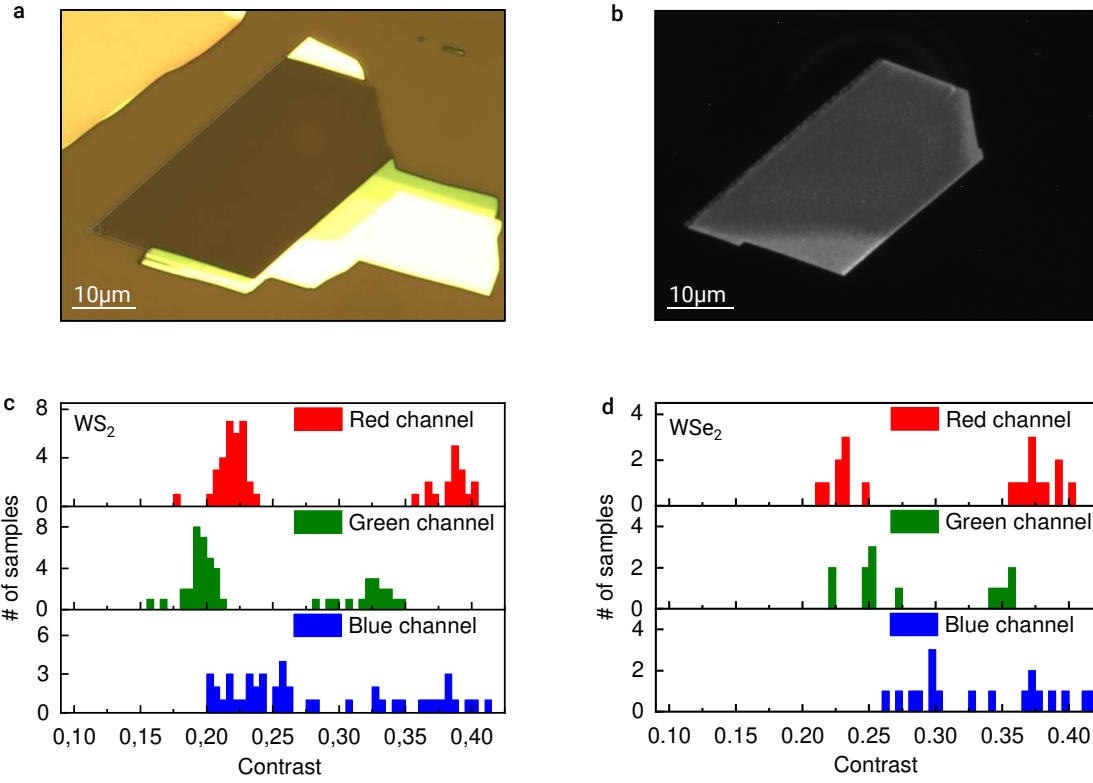 a
b
10µm
10µm
c
d
WS2
Red channel
8
4
0
Green channel
8
4
0
Blue channel
6
3
0
# of samples
0,10 0,15 0,20 0,25 0,30 0,35 0,40
Contrast
WSe2
Red channel
4
2
0
Green channel
4
2
0
Blue channel
4
2
0
# of samples
0.10 0.15 0.20 0.25 0.30 0.35 0.40
Contrast